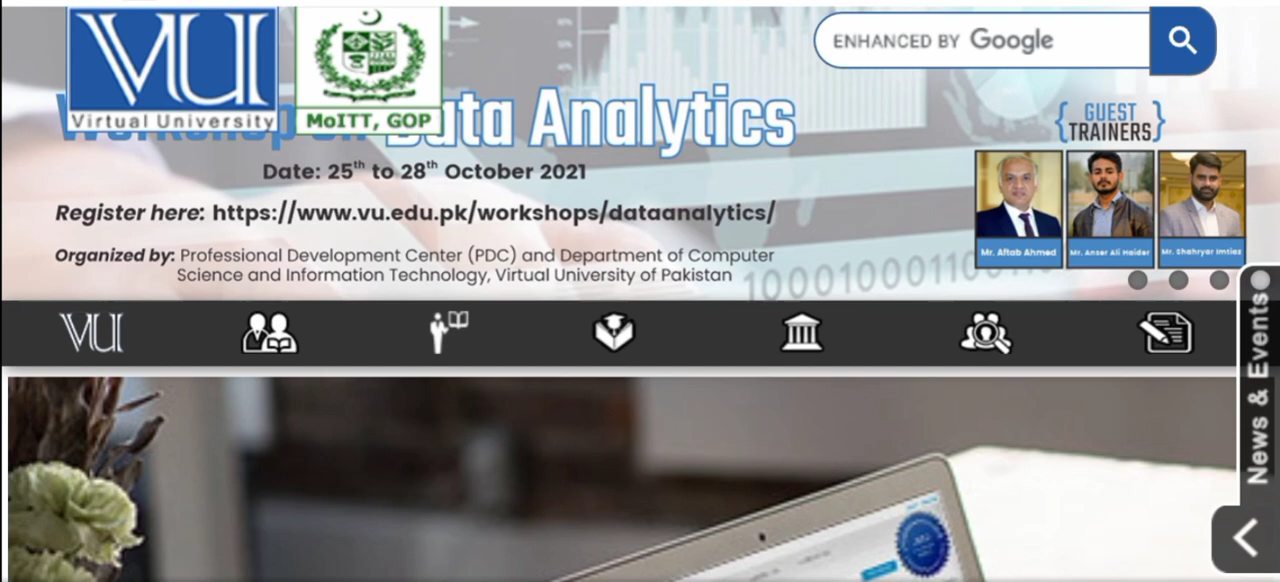 VU
Virtual University
MoITT, GOP
ENHANCED BY Google
Workshop on Data Analytics
Date: 25th to 28th October 2021
Register here: https://www.vu.edu.pk/workshops/dataanalytics/
Organized by: Professional Development Center (PDC) and Department of Computer
Science and Information Technology, Virtual University of Pakistan
{GUEST
TRAINERS}
Mr. Aftab Ahmed
Mr. Anser Ali Haider
Mr. Shahryar Imtiaz
VU
News & Events